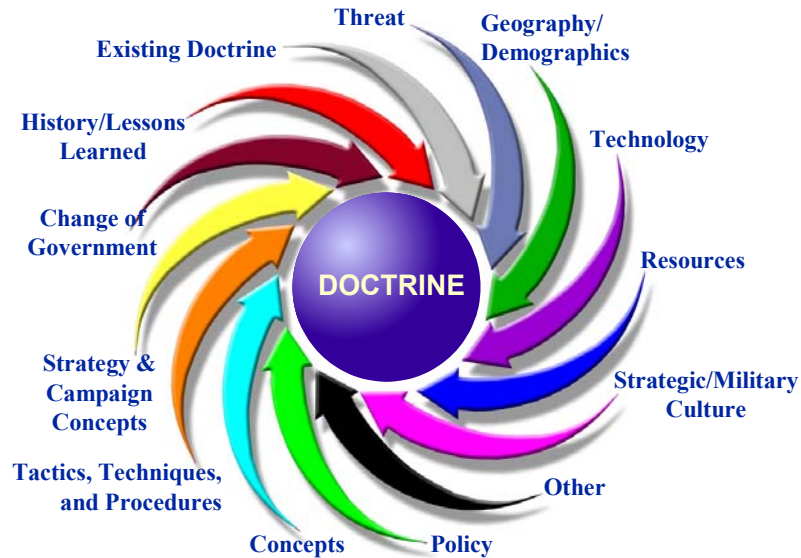 Threat
Geography/
Demographics
Existing Doctrine
History/Lessons
Learned
Technology
Change of
Government
Resources
DOCTRINE
Strategy &
Campaign
Concepts
Strategic/Military
Culture
Tactics, Techniques,
and Procedures
Other
Concepts
Policy